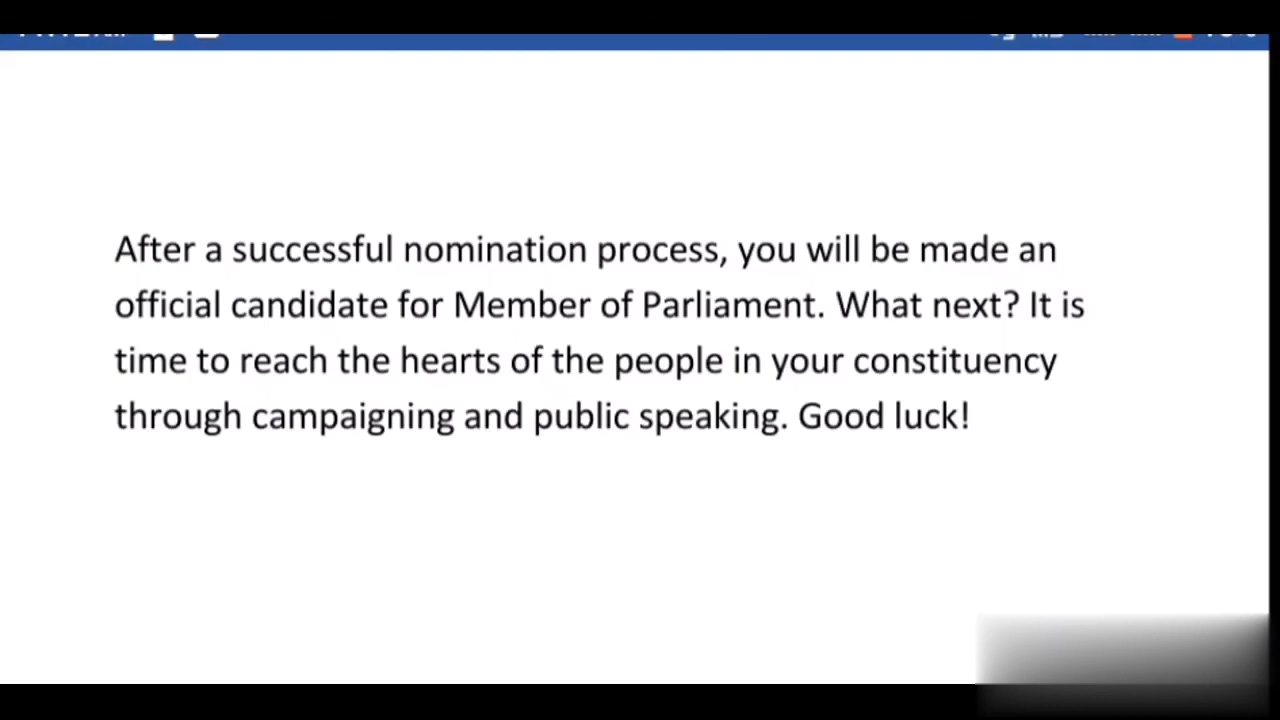 After a successful nomination process, you will be made an
official candidate for Member of Parliament. What next? It is
time to reach the hearts of the people in your constituency
through campaigning and public speaking. Good luck!